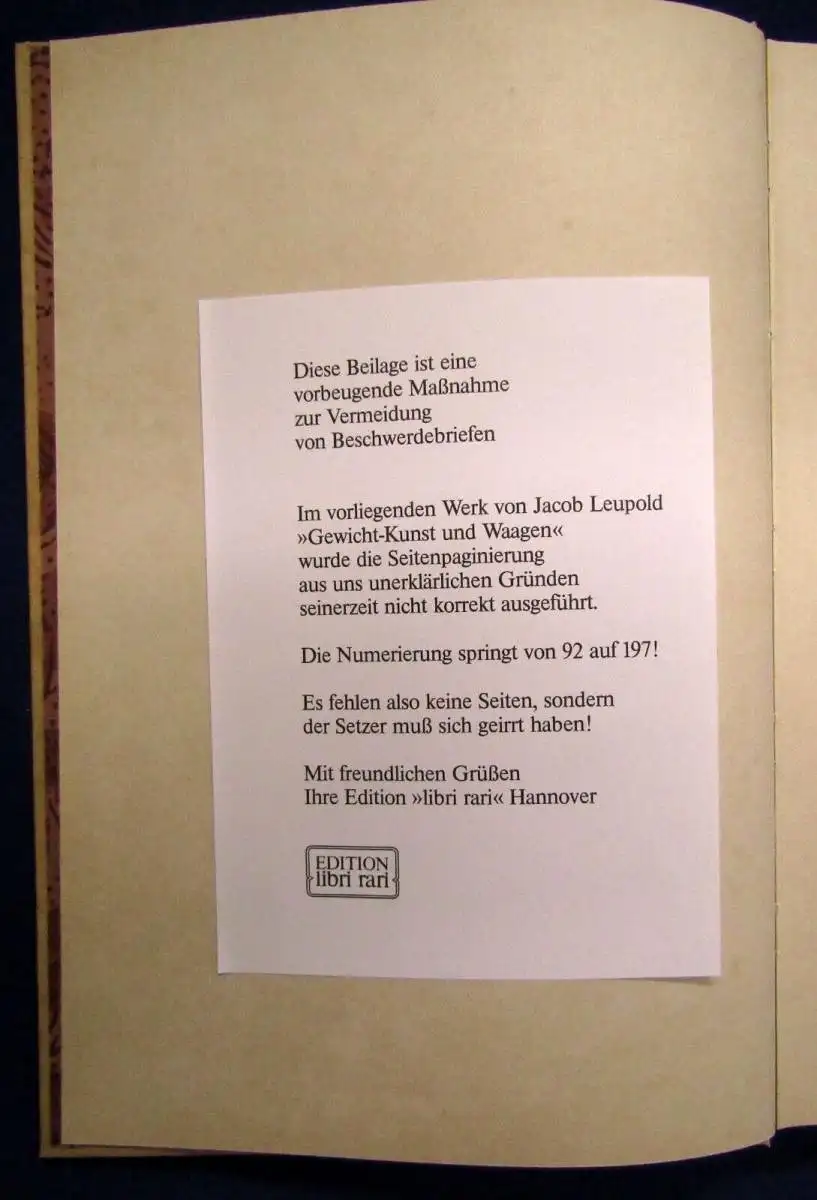 Diese Beilage ist eine
vorbeugende Maßnahme
zur Vermeidung
von Beschwerdebriefen
Im vorliegenden Werk von Jacob Leupold
»Gewicht-Kunst und Waagen«
wurde die Seitenpaginierung
aus uns unerklärlichen Gründen
seinerzeit nicht korrekt ausgeführt.
Die Numerierung springt von 92 auf 197!
Es fehlen also keine Seiten, sondern
der Setzer muß sich geirrt haben!
Mit freundlichen Grüßen
Ihre Edition »libri rari« Hannover
EDITION
libri rari